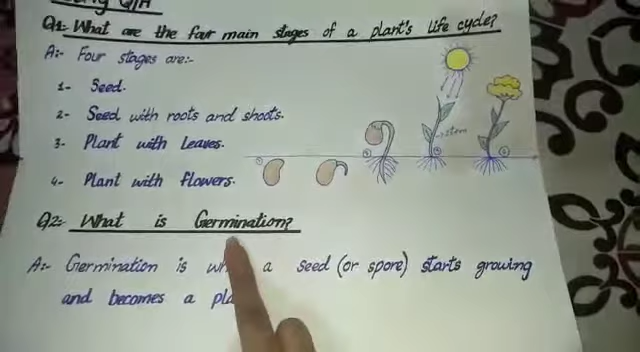 Q/A
Q1:- What are the four main stages of a plant's life cycle?
A:- Four stages are:-
1- Seed.
2- Seed with roots and shoots.
3- Plant with Leaves.
4- Plant with flowers.
stem
Q2:- What is Germination?
A:- Germination is a seed (or spore) starts growing
and becomes a